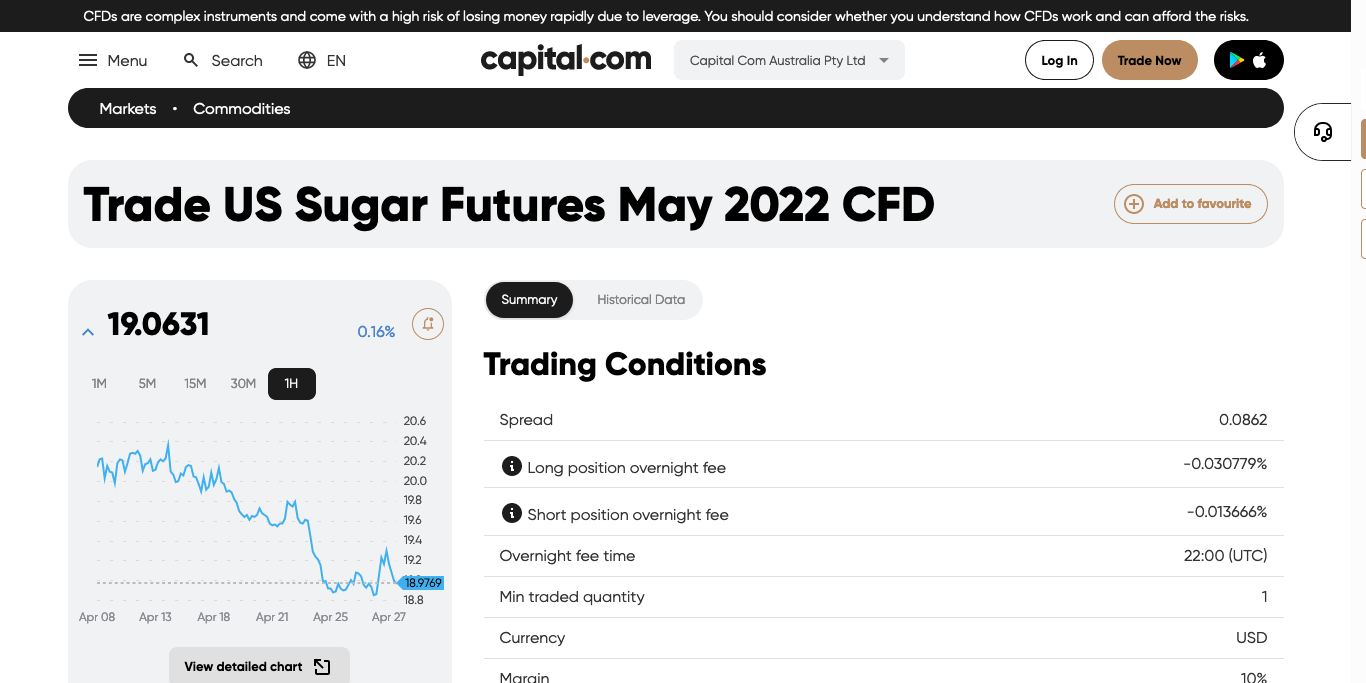 CFDs are complex instruments and come with a high risk of losing money rapidly due to leverage. You should consider whether you understand how CFDs work and can afford the risks.
Menu Search EN capital.com Capital Com Australia Pty Ltd Log In Trade Now
Markets • Commodities
Trade US Sugar Futures May 2022 CFD
Add to favourite
19.0631
0.16%
1M 5M 15M 30M 1H
20.6
20.4
20.2
20.0
19.8
19.6
19.4
19.2
18.9769
18.8
Apr 08 Apr 13 Apr 18 Apr 21 Apr 25 Apr 27
View detailed chart
Summary Historical Data
Trading Conditions
Spread 0.0862
Long position overnight fee -0.030779%
Short position overnight fee -0.013666%
Overnight fee time 22:00 (UTC)
Min traded quantity 1
Currency USD
Margin 10%